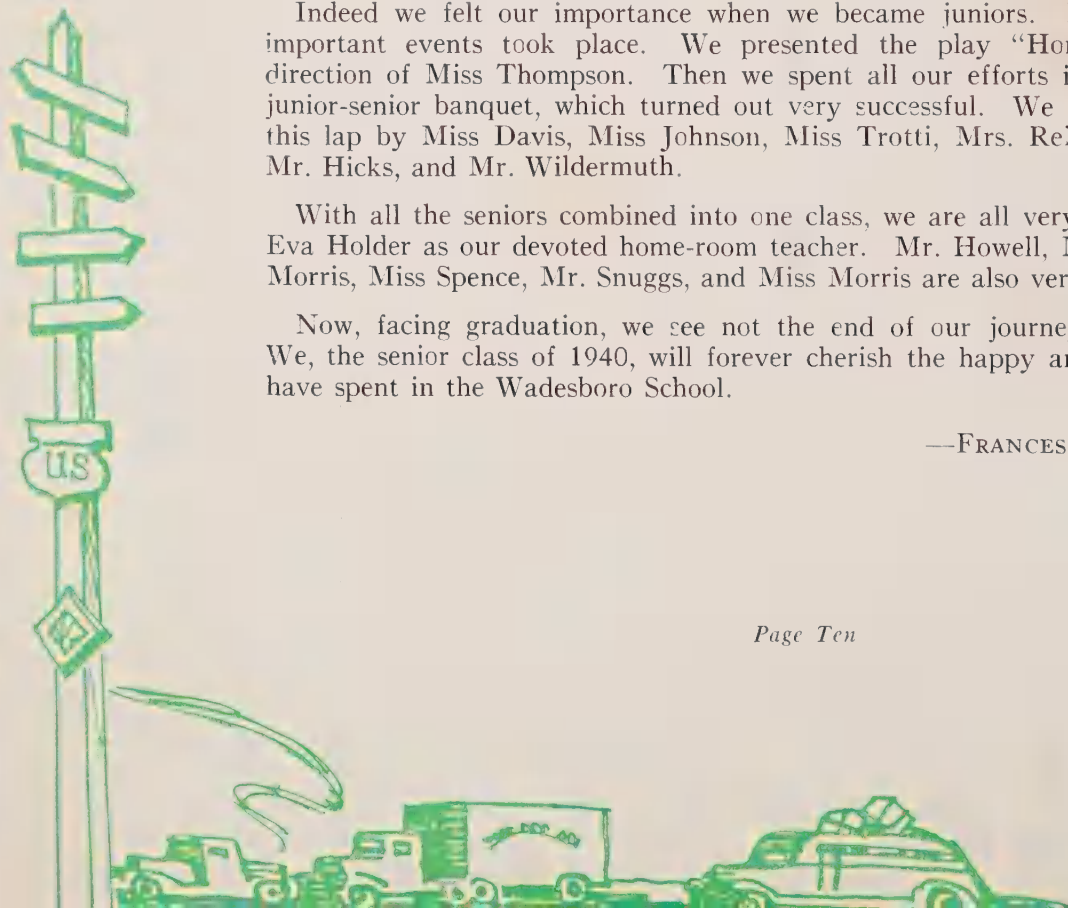 Indeed we felt our importance when we became juniors.
important events took place. We presented the play “Ho
direction of Miss Thompson. Then we spent all our efforts i
junior-senior banquet, which turned out very successful. We
this lap by Miss Davis, Miss Johnson, Miss Trotti, Mrs. Re
Mr. Hicks, and Mr. Wildermuth.
With all the seniors combined into one class, we are all very
Eva Holder as our devoted home-room teacher. Mr. Howell,
Morris, Miss Spence, Mr. Snuggs, and Miss Morris are also ver
Now, facing graduation, we see not the end of our journe
We, the senior class of 1940, will forever cherish the happy a
have spent in the Wadesboro School.
—FRANCES
US
Page Ten